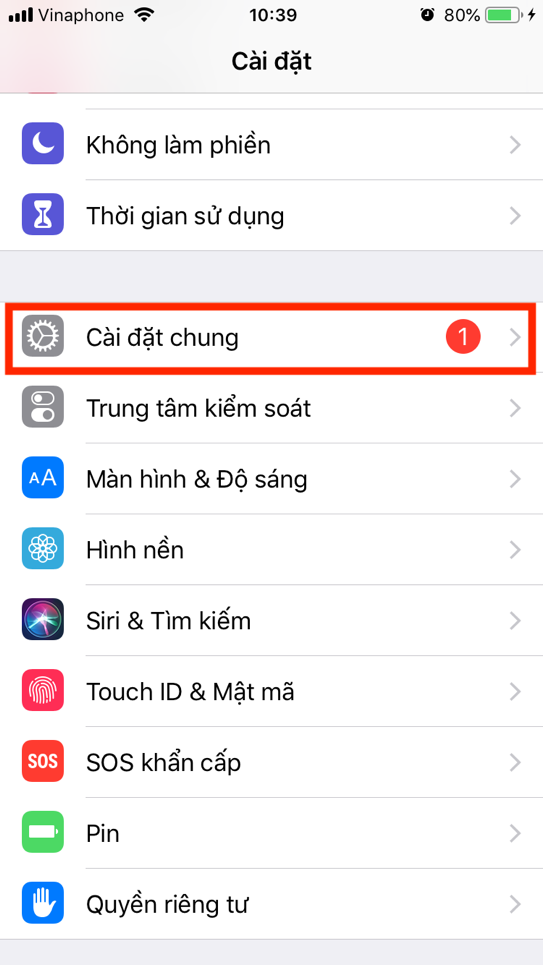 Vinaphone 10:39 80%
Cài đặt
Không làm phiền
Thời gian sử dụng
Cài đặt chung 1
Trung tâm kiểm soát
AA Màn hình & Độ sáng
Hình nền
Siri & Tìm kiếm
Touch ID & Mật mã
SOS SOS khẩn cấp
Pin
Quyền riêng tư